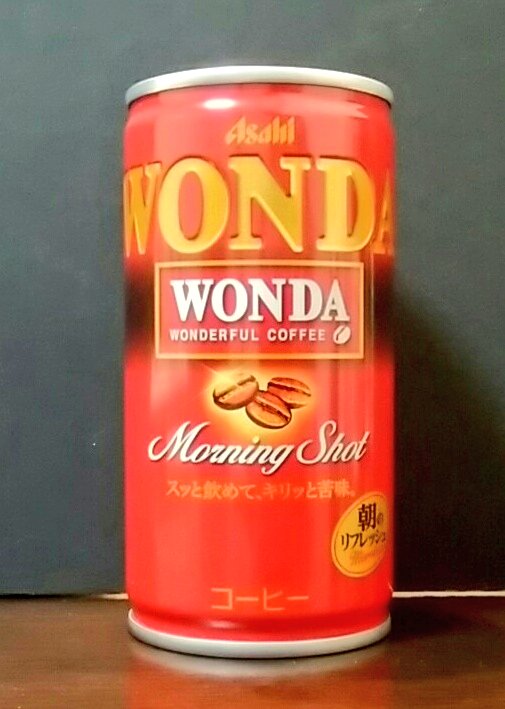 Asahi
WONDA
WONDA
WONDERFUL COFFEE
Morning Shot
スッと飲めて、キリッと苦味。
朝の
リフレッシュ
コーヒー